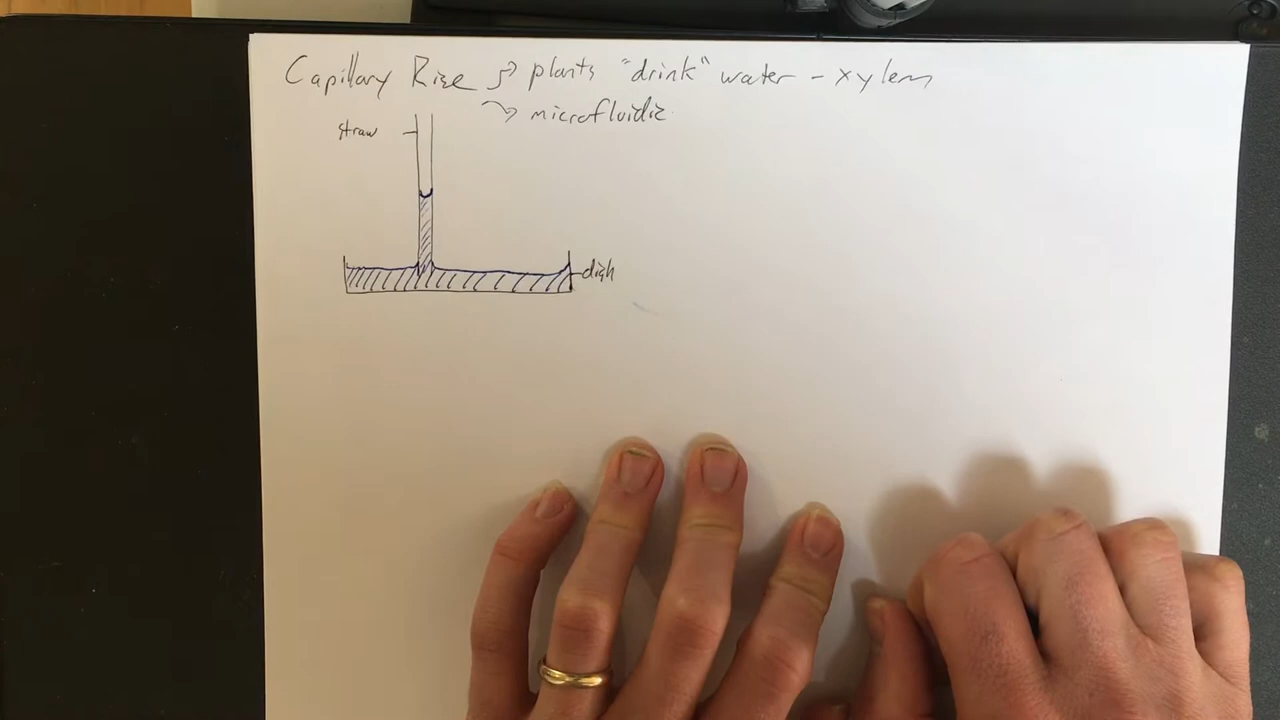 Capillary Rise → plants "drink" water - xylem
→ microfluidic
straw
dish